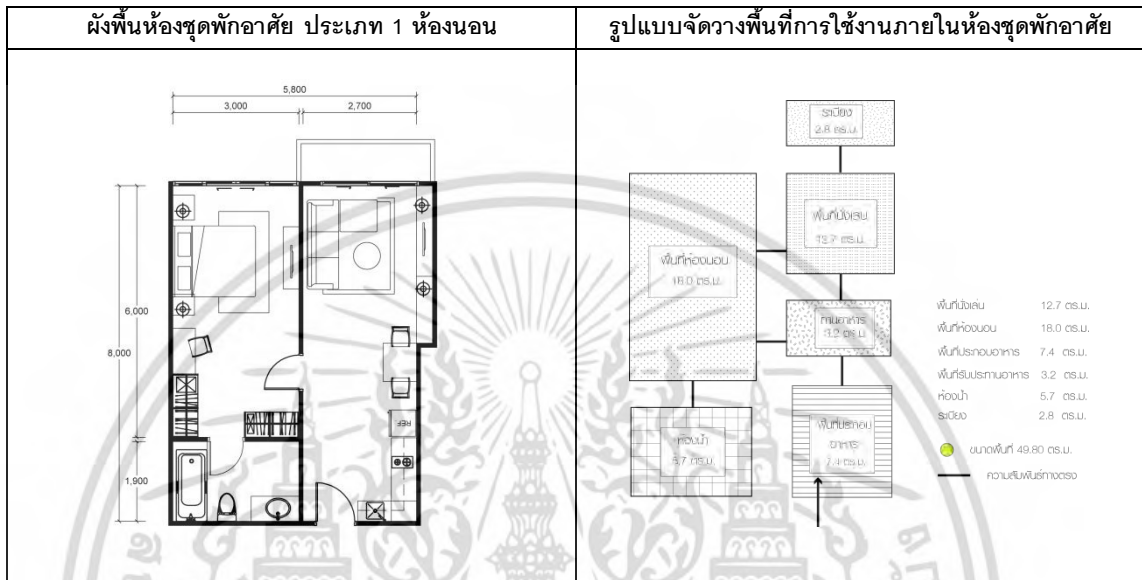 ผังพื้นห้องชุดพักอาศัย ประเภท 1 ห้องนอน
รูปแบบจัดวางพื้นที่การใช้งานภายในห้องชุดพักอาศัย
5,800
3,000
2,700
6,000
8,000
1,900
REF
ระเบียง
2.8 ตร.ม.
พื้นที่นั่งเล่น
12.7 ตร.ม.
พื้นที่ห้องนอน
18.0 ตร.ม.
ทานอาหาร
3.2 ตร.ม.
พื้นที่ประกอบ
อาหาร
7.4 ตร.ม.
ห้องน้ำ
5.7 ตร.ม.
พื้นที่นั่งเล่น 12.7 ตร.ม.
พื้นที่ห้องนอน 18.0 ตร.ม.
พื้นที่ประกอบอาหาร 7.4 ตร.ม.
พื้นที่รับประทานอาหาร 3.2 ตร.ม.
ห้องน้ำ 5.7 ตร.ม.
ระเบียง 2.8 ตร.ม.
ขนาดพื้นที่ 49.80 ตร.ม.
ความสัมพันธ์ทางตรง